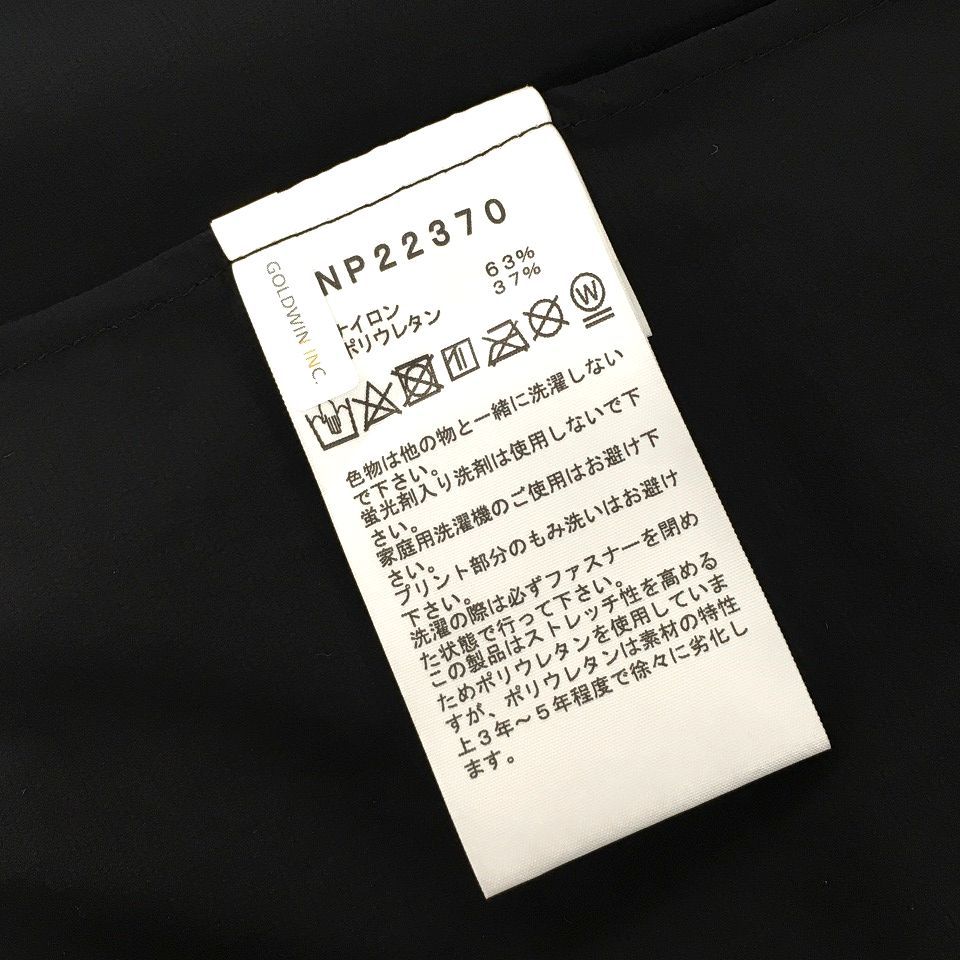 GOLDWIN INC.
NP22370
ナイロン 63%
ポリウレタン 37%
W
色物は他の物と一緒に洗濯しない
で下さい。
蛍光剤入り洗剤は使用しないで下
さい。
家庭用洗濯機のご使用はお避け下
さい。
プリント部分のもみ洗いはお避け
下さい。
洗濯の際は必ずファスナーを閉め
た状態で行って下さい。
この製品はストレッチ性を高める
ためポリウレタンを使用していま
すが、ポリウレタンは素材の特性
上3年～5年程度で徐々に劣化し
ます。